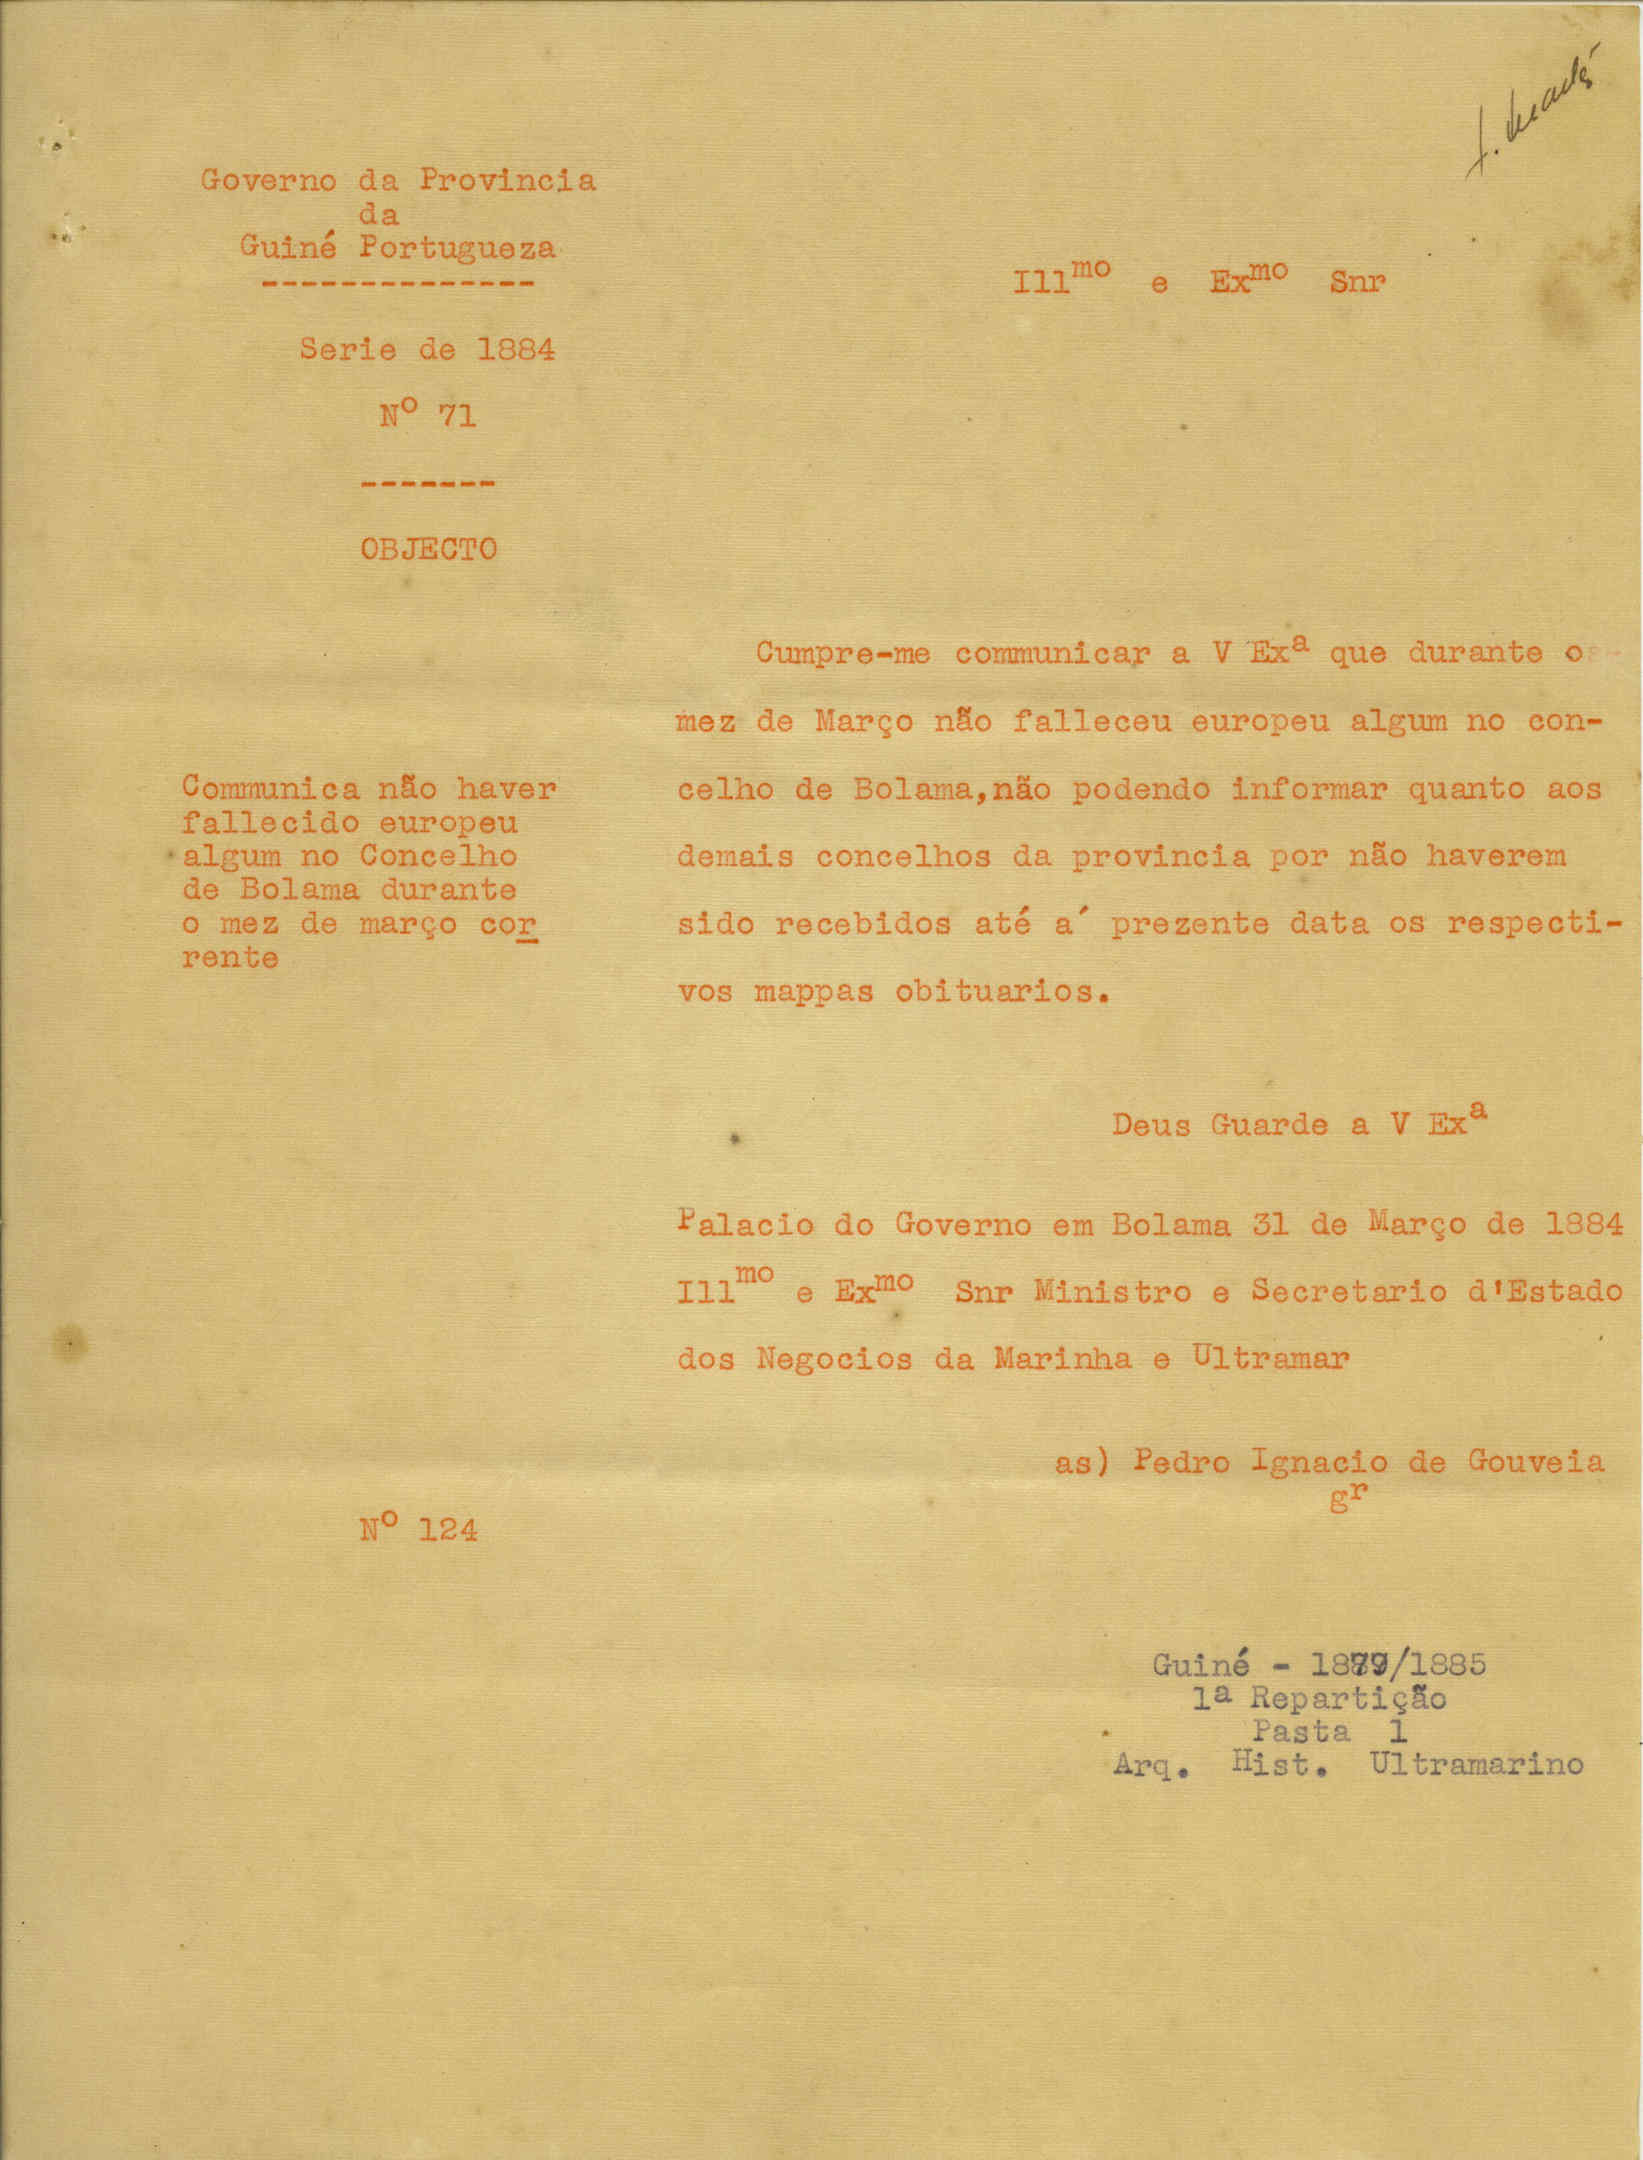 Governo da Provincia
da
Guiné Portugueza
--------------
Serie de 1884
Nº 71
-------
OBJECTO
Communica não haver
fallecido europeu
algum no Concelho
de Bolama durante
o mez de março cor
rente
Illmo e Exmo Snr
Cumpre-me communicar a V Exª que durante o
mez de Março não falleceu europeu algum no con-
celho de Bolama,não podendo informar quanto aos
demais concelhos da provincia por não haverem
sido recebidos até a´ prezente data os respecti-
vos mappas obituarios.
Deus Guarde a V Exª
Palacio do Governo em Bolama 31 de Março de 1884
Illmo e Exmo Snr Ministro e Secretario d'Estado
dos Negocios da Marinha e Ultramar
as) Pedro Ignacio de Gouveia
gr
Nº 124
Guiné - 1879/1885
1ª Repartição
Pasta 1
Arq. Hist. Ultramarino